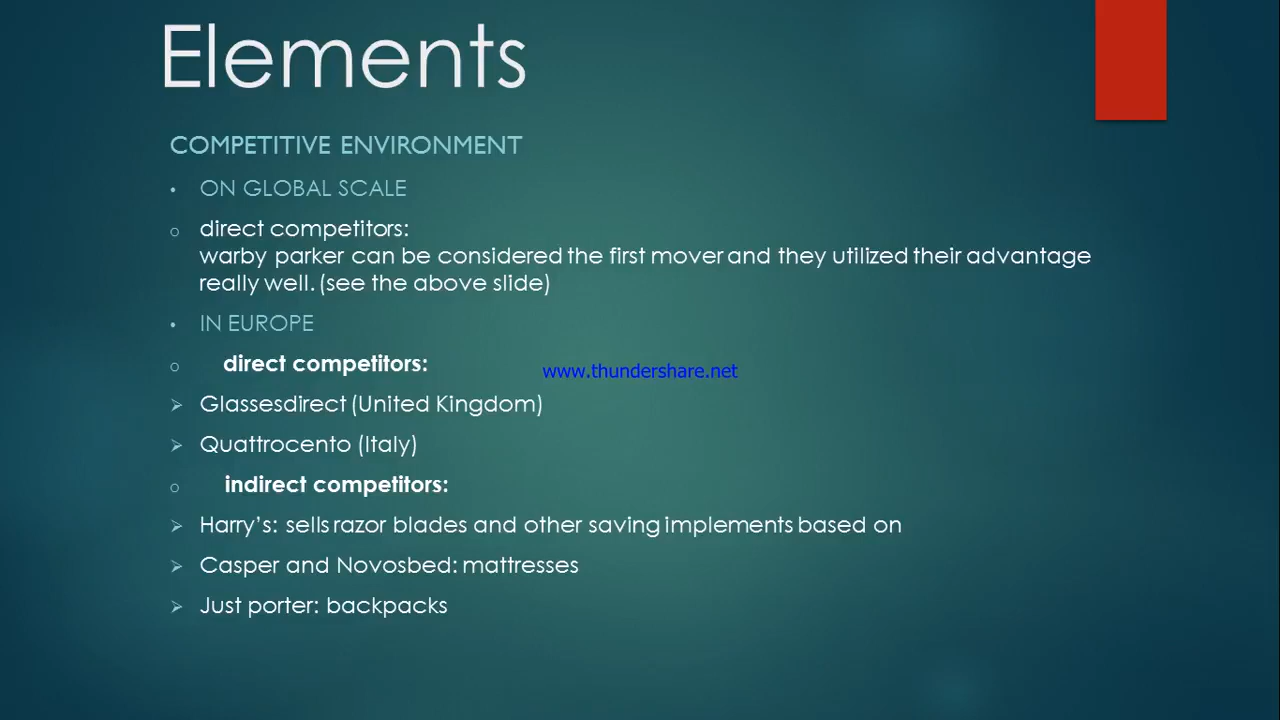 Elements
COMPETITIVE ENVIRONMENT
• ON GLOBAL SCALE
o direct competitors:
warby parker can be considered the first mover and they utilized their advantage
really well. (see the above slide)
• IN EUROPE
o direct competitors:
www.thundershare.net
➢ Glassesdirect (United Kingdom)
➢ Quattrocento (Italy)
o indirect competitors:
➢ Harry's: sells razor blades and other saving implements based on
➢ Casper and Novosbed: mattresses
➢ Just porter: backpacks